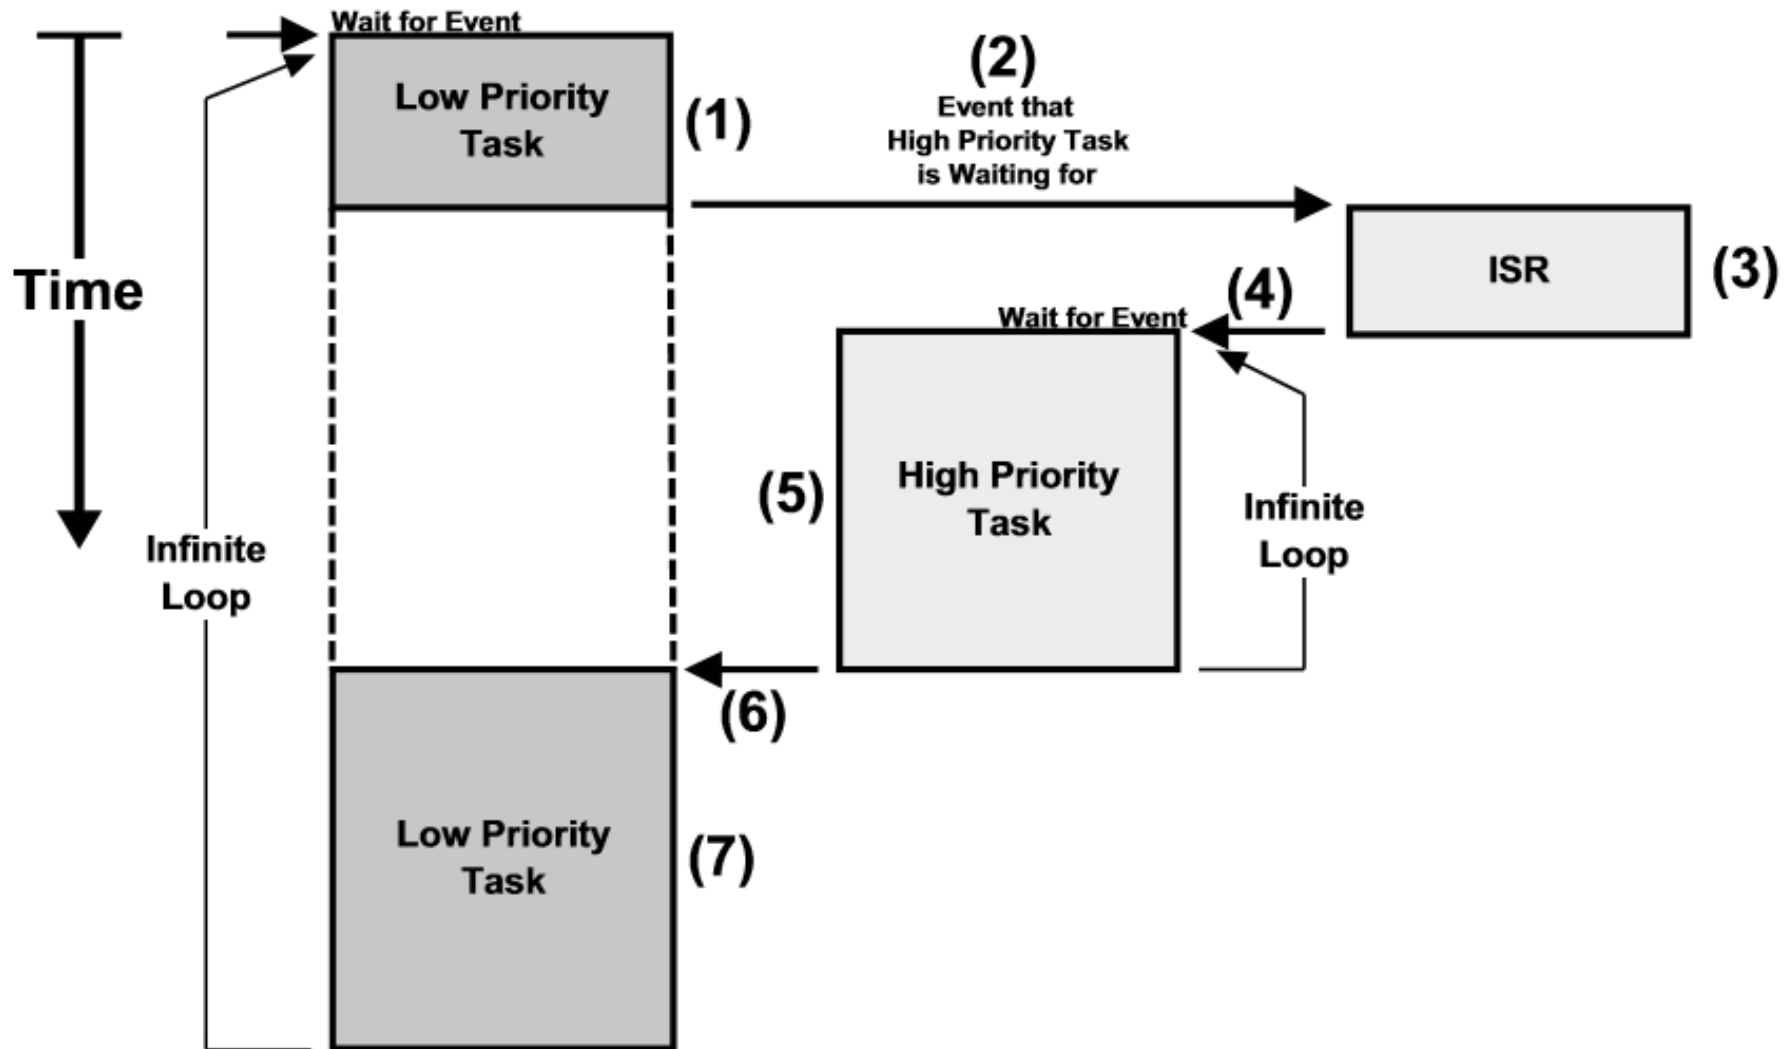 Wait for Event
Low Priority
Task
(1)
(2)
Event that
High Priority Task
is Waiting for
ISR
(3)
Time
(4)
Wait for Event
High Priority
Task
(5)
Infinite
Loop
Infinite
Loop
(6)
Low Priority
Task
(7)